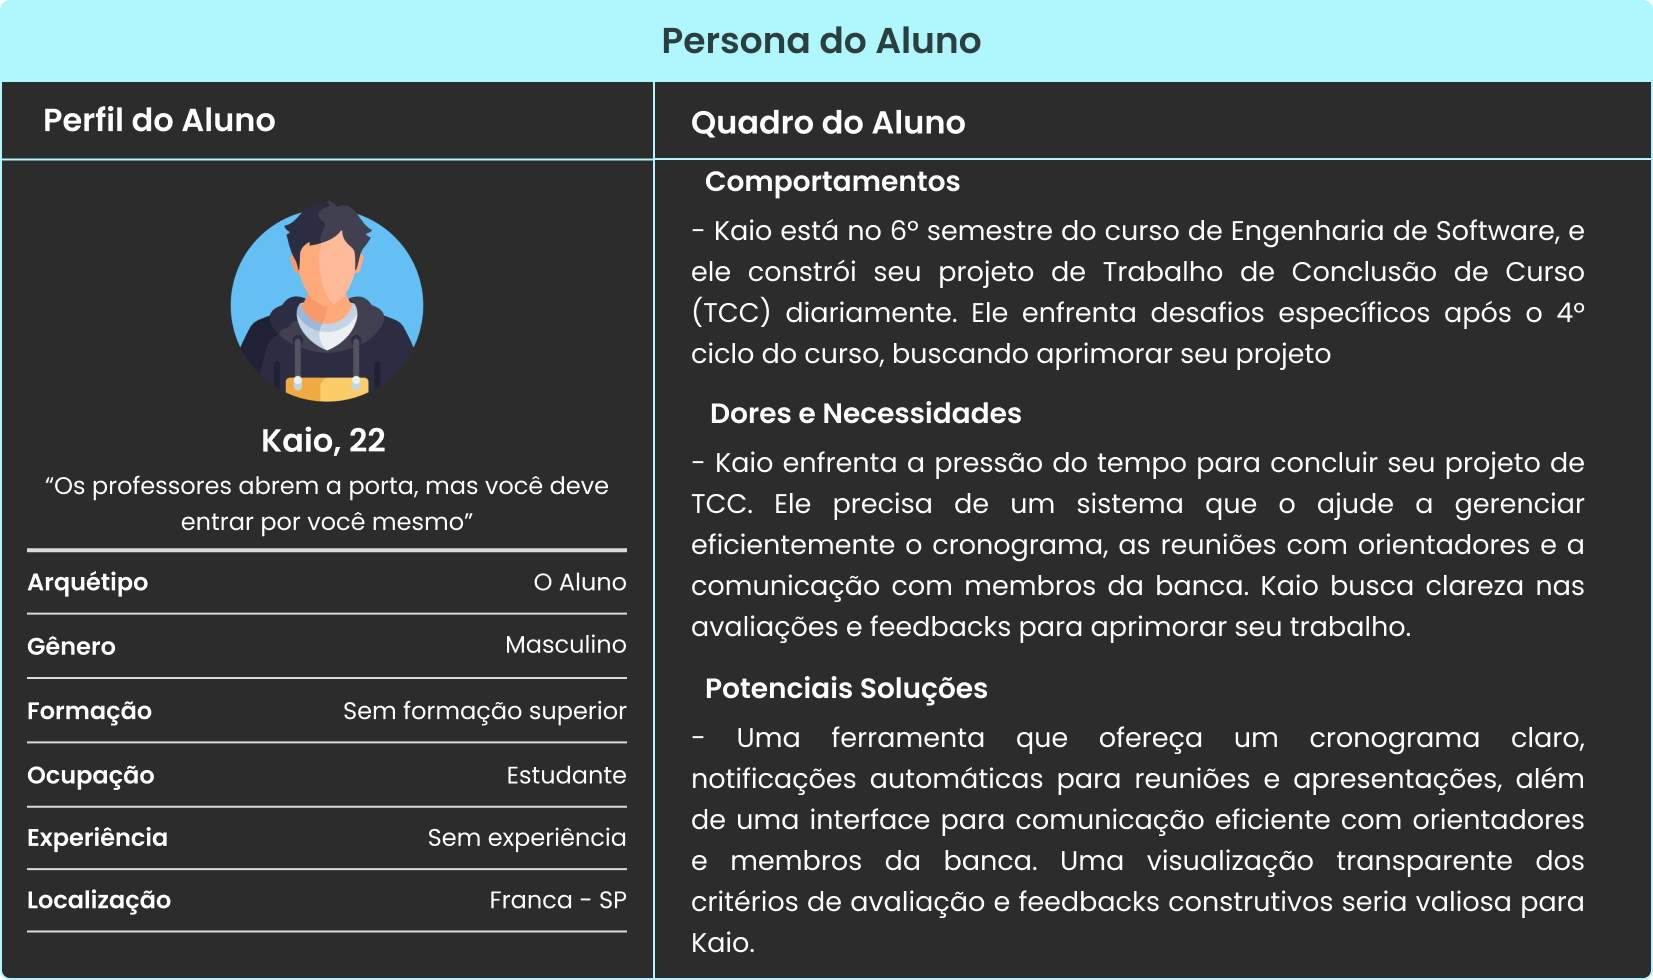 Persona do Aluno
Perfil do Aluno
Kaio, 22
“Os professores abrem a porta, mas você deve
entrar por você mesmo”
Arquétipo O Aluno
Gênero Masculino
Formação Sem formação superior
Ocupação Estudante
Experiência Sem experiência
Localização Franca - SP
Quadro do Aluno
Comportamentos
- Kaio está no 6º semestre do curso de Engenharia de Software, e
ele constrói seu projeto de Trabalho de Conclusão de Curso
(TCC) diariamente. Ele enfrenta desafios específicos após o 4º
ciclo do curso, buscando aprimorar seu projeto
Dores e Necessidades
- Kaio enfrenta a pressão do tempo para concluir seu projeto de
TCC. Ele precisa de um sistema que o ajude a gerenciar
eficientemente o cronograma, as reuniões com orientadores e a
comunicação com membros da banca. Kaio busca clareza nas
avaliações e feedbacks para aprimorar seu trabalho.
Potenciais Soluções
- Uma ferramenta que ofereça um cronograma claro,
notificações automáticas para reuniões e apresentações, além
de uma interface para comunicação eficiente com orientadores
e membros da banca. Uma visualização transparente dos
critérios de avaliação e feedbacks construtivos seria valiosa para
Kaio.